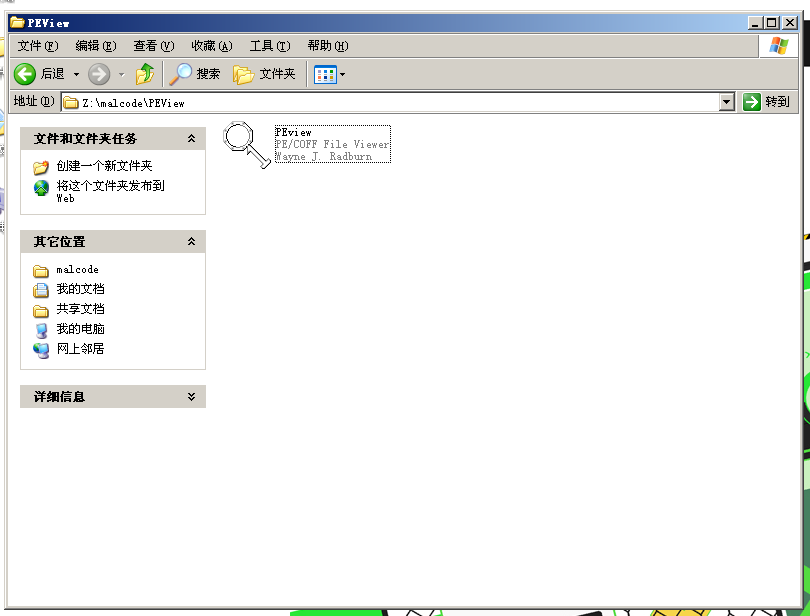 PEView
文件(F) 编辑(E) 查看(V) 收藏(A) 工具(T) 帮助(H)
后退 搜索 文件夹
地址(D) Z:\malcode\PEView 转到
文件和文件夹任务
创建一个新文件夹
将这个文件夹发布到
Web
其它位置
malcode
我的文档
共享文档
我的电脑
网上邻居
详细信息
PEview
PE/COFF File Viewer
Wayne J. Radburn